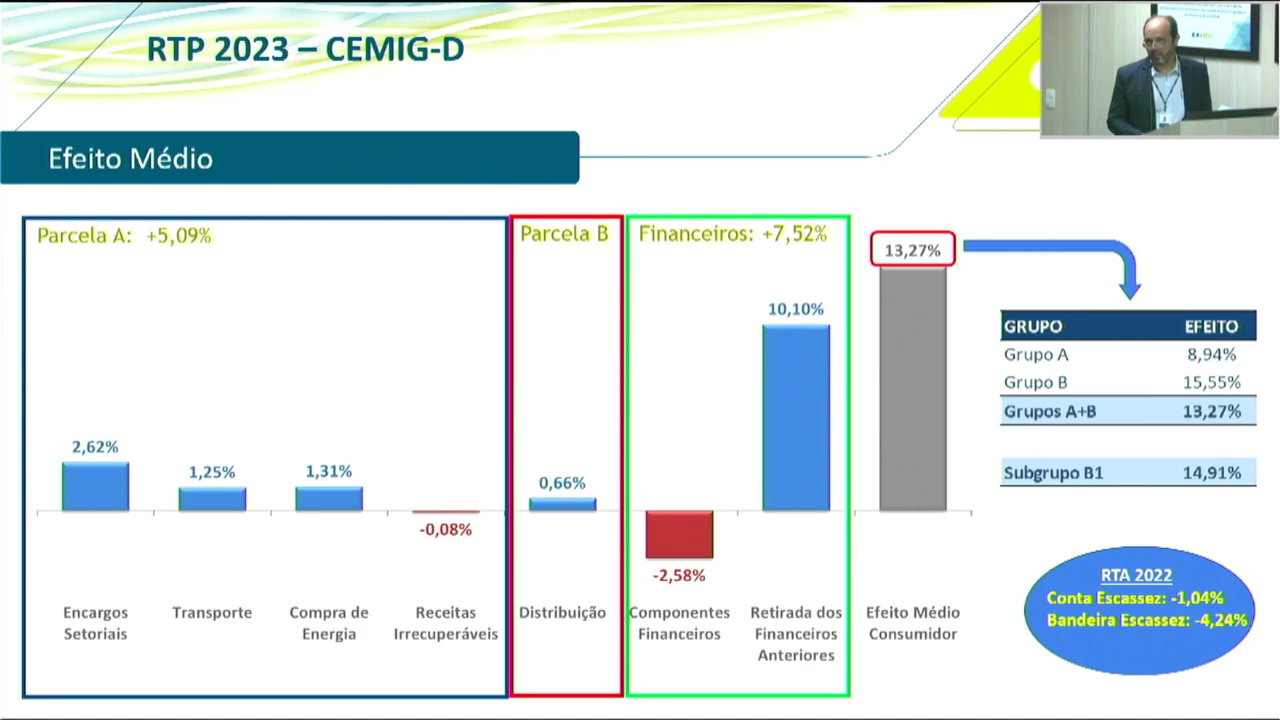 RTP 2023 – CEMIG-D
Efeito Médio
Parcela A: +5,09%
Parcela B
Financeiros: +7,52%
13,27%
10,10%
2,62%
1,25%
1,31%
-0,08%
0,66%
-2,58%
Encargos
Setoriais
Transporte
Compra de
Energia
Receitas
Irrecuperáveis
Distribuição
Componentes
Financeiros
Retirada dos
Financeiros
Anteriores
Efeito Médio
Consumidor
GRUPO EFEITO
Grupo A 8,94%
Grupo B 15,55%
Grupos A+B 13,27%
Subgrupo B1 14,91%
RTA 2022
Conta Escassez: -1,04%
Bandeira Escassez: -4,24%